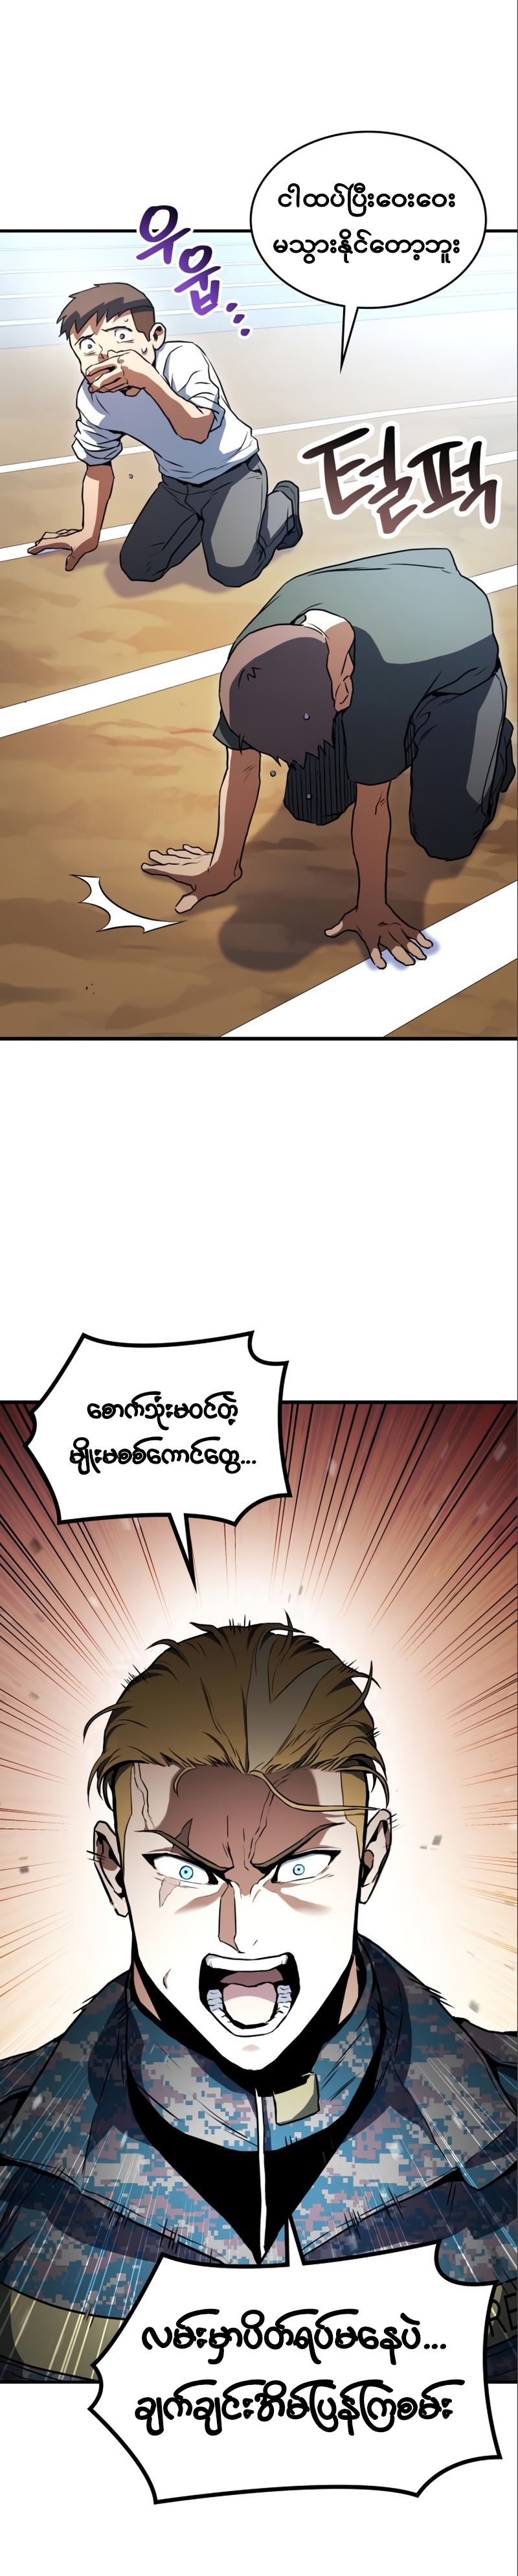 ငါထပ်ပြီးဝေးဝေး
မသွားနိုင်တော့ဘူး
우웁...
털퍽
စောက်သုံးမဝင်တဲ့
မျိုးမစစ်ကောင်တွေ...
လမ်းမှာပိတ်ရပ်မနေပဲ...
ချက်ချင်းအိမ်ပြန်ကြစမ်း